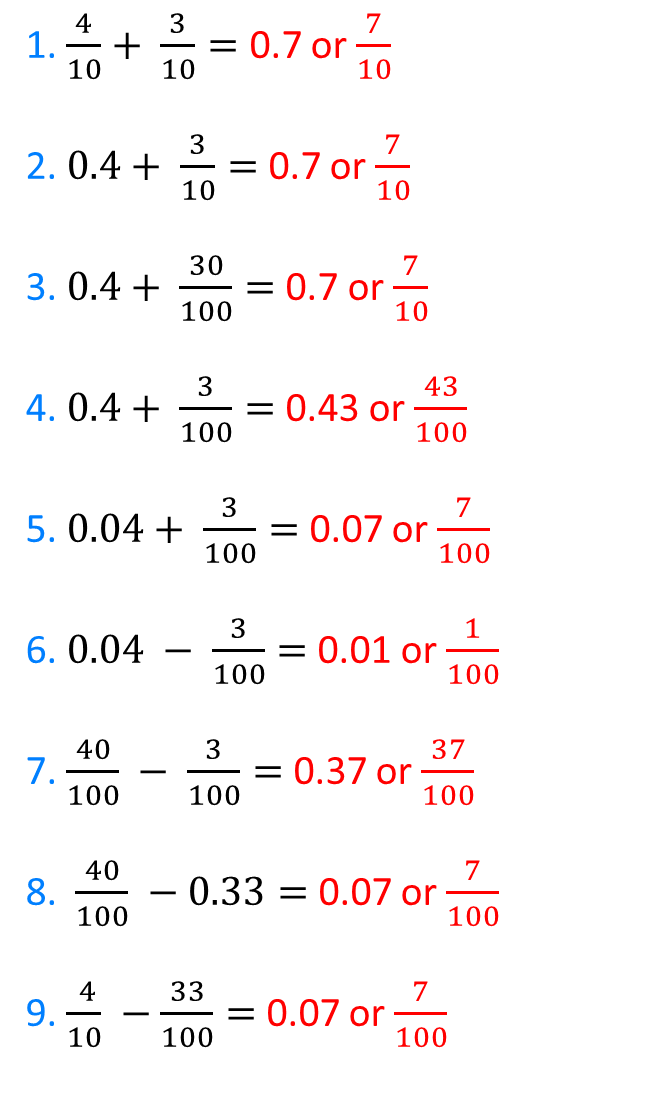 1. 4/10 + 3/10 = 0.7 or 7/10
2. 0.4 + 3/10 = 0.7 or 7/10
3. 0.4 + 30/100 = 0.7 or 7/10
4. 0.4 + 3/100 = 0.43 or 43/100
5. 0.04 + 3/100 = 0.07 or 7/100
6. 0.04 − 3/100 = 0.01 or 1/100
7. 40/100 − 3/100 = 0.37 or 37/100
8. 40/100 − 0.33 = 0.07 or 7/100
9. 4/10 − 33/100 = 0.07 or 7/100